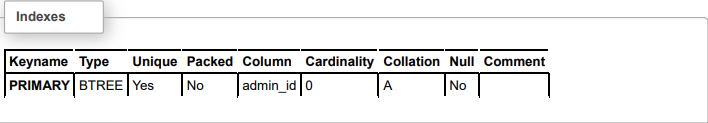 Indexes
Keyname Type Unique Packed Column Cardinality Collation Null Comment
PRIMARY BTREE Yes No admin_id 0 A No